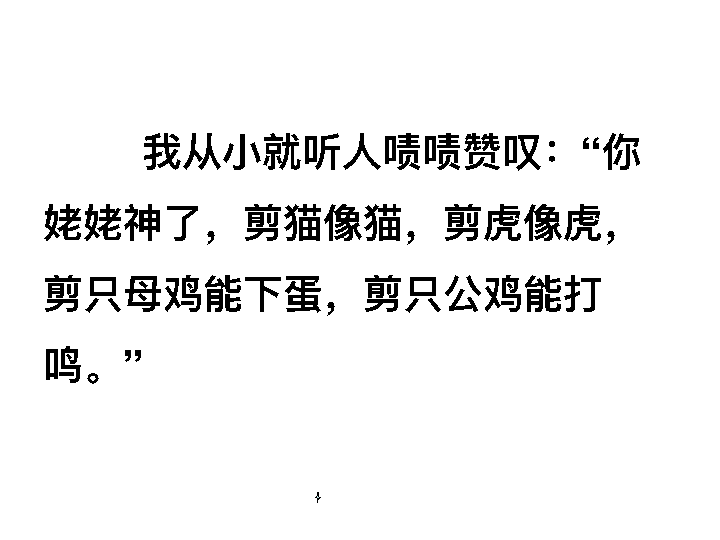 我从小就听人啧啧赞叹：“你
姥姥神了，剪猫像猫，剪虎像虎，
剪只母鸡能下蛋，剪只公鸡能打
鸣。”